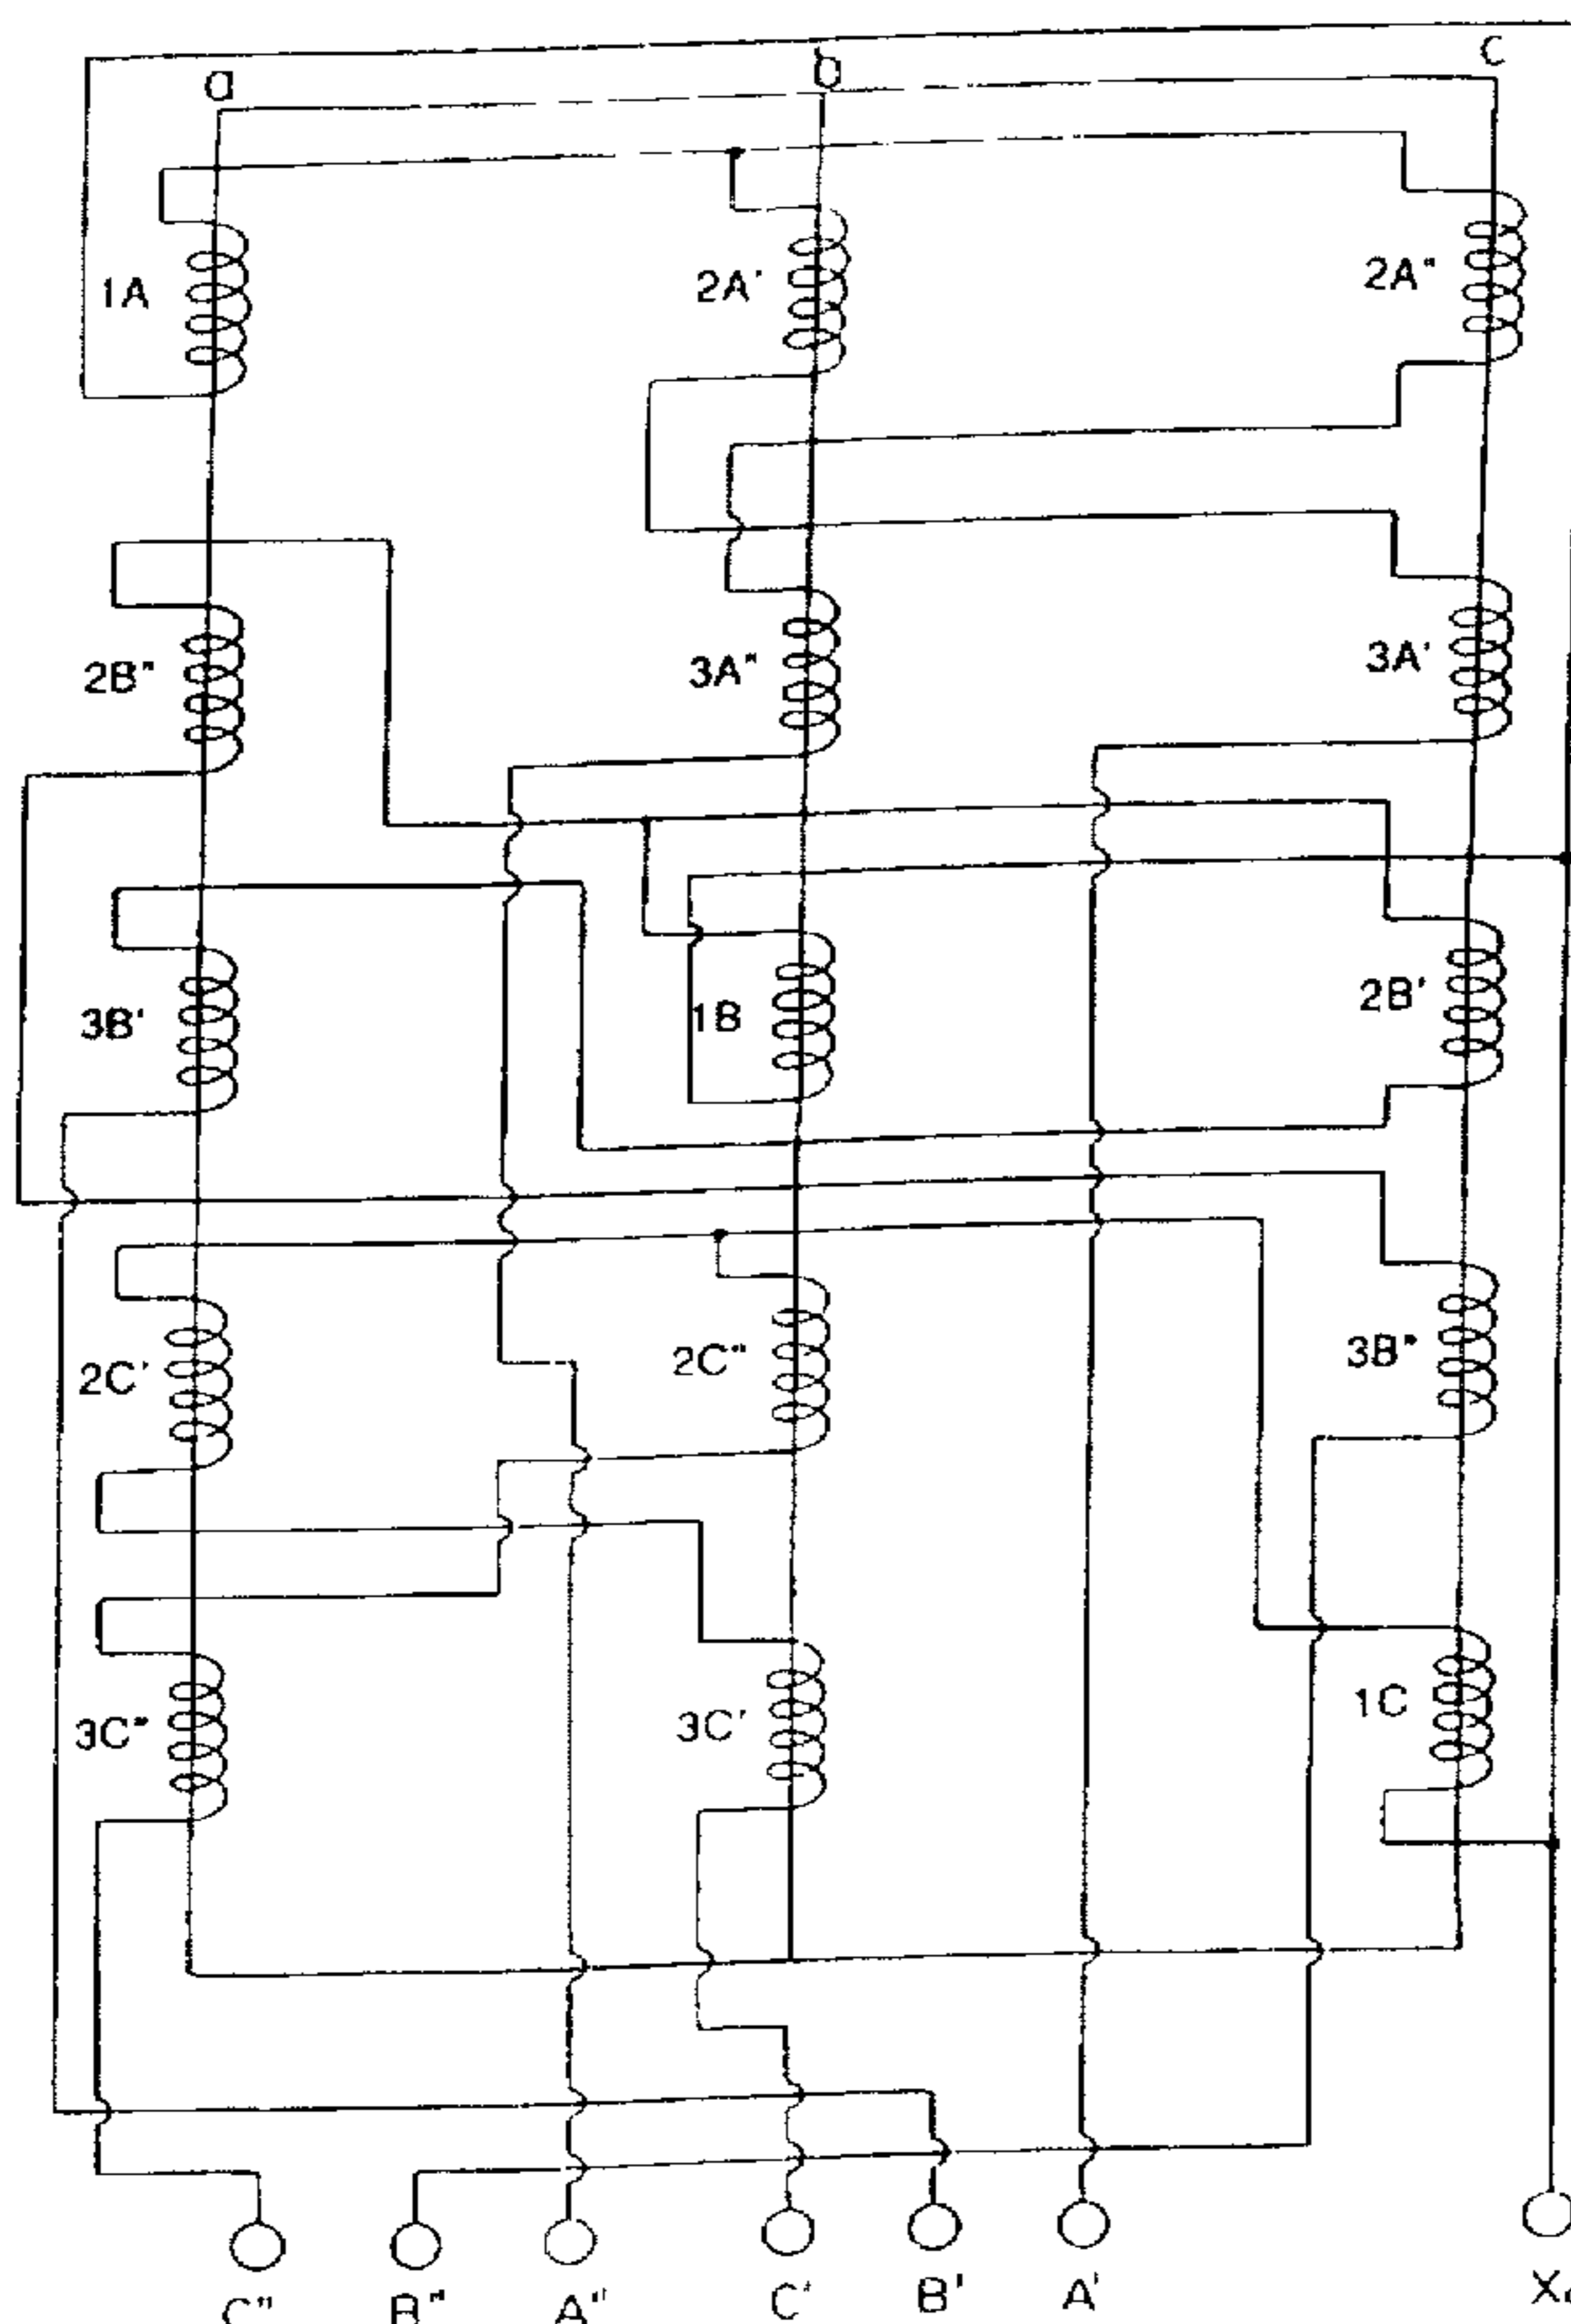 a
b
c
1A
2A'
2A"
2B"
3A"
3A'
3B'
1B
2B'
2C'
2C"
3B"
3C"
3C'
1C
C"
B"
A"
C'
B'
A'